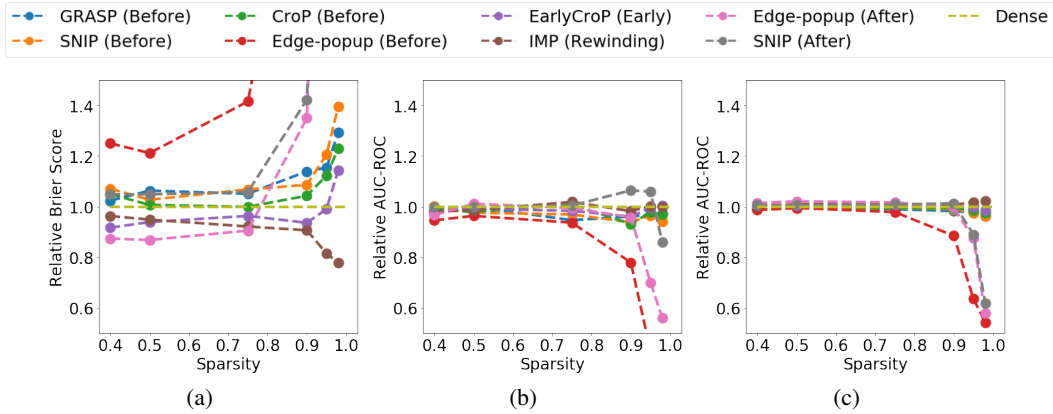 GRASP (Before) CroP (Before) EarlyCroP (Early) Edge-popup (After) Dense
SNIP (Before) Edge-popup (Before) IMP (Rewinding) SNIP (After)
Relative Brier Score
1.4
1.2
1.0
0.8
0.6
0.4 0.5 0.6 0.7 0.8 0.9 1.0
Sparsity
(a)
Relative AUC-ROC
1.4
1.2
1.0
0.8
0.6
0.4 0.5 0.6 0.7 0.8 0.9 1.0
Sparsity
(b)
Relative AUC-ROC
1.4
1.2
1.0
0.8
0.6
0.4 0.5 0.6 0.7 0.8 0.9 1.0
Sparsity
(c)